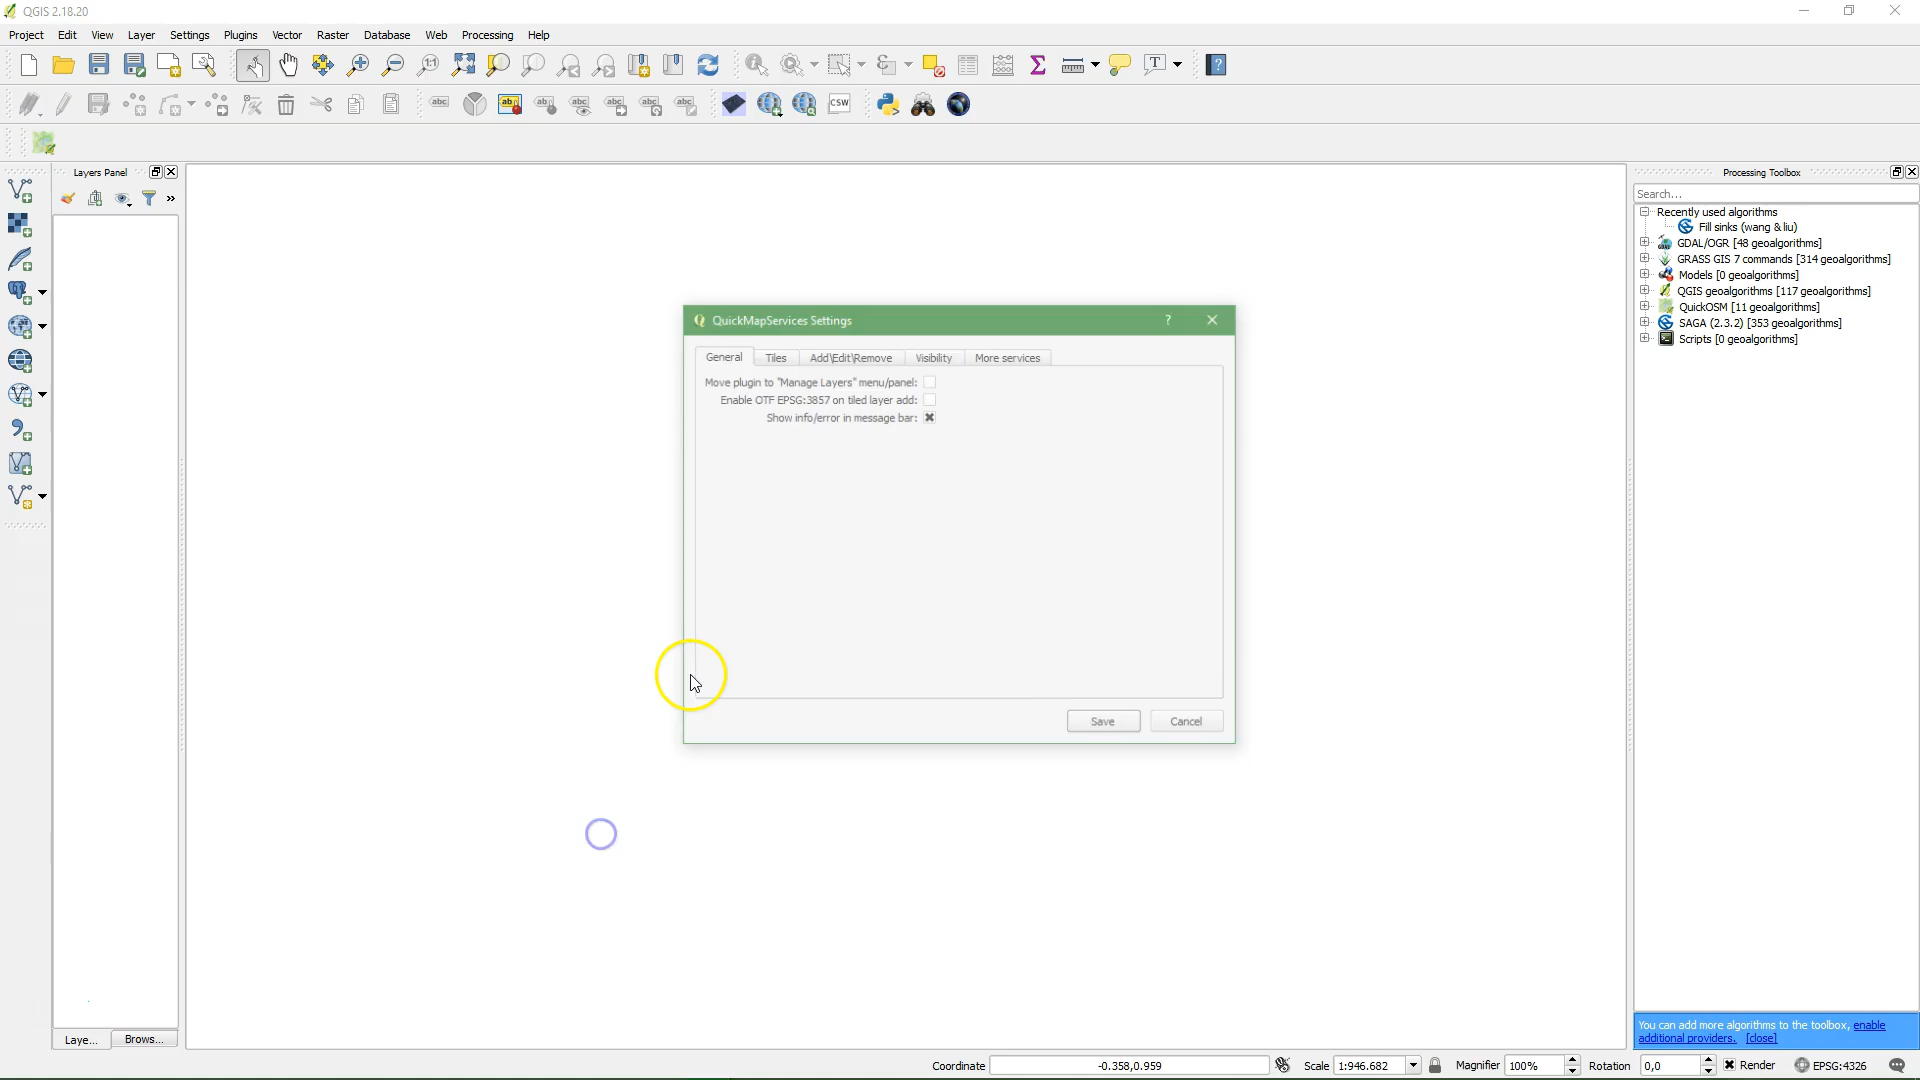 QGIS 2.18.20
Project Edit View Layer Settings Plugins Vector Raster Database Web Processing Help
CSW
Layers Panel
Processing Toolbox
Search...
Recently used algorithms
Fill sinks (wang & liu)
GDAL/OGR [48 geoalgorithms]
GRASS GIS 7 commands [314 geoalgorithms]
Models [0 geoalgorithms]
QGIS geoalgorithms [117 geoalgorithms]
QuickOSM [11 geoalgorithms]
SAGA (2.3.2) [353 geoalgorithms]
Scripts [0 geoalgorithms]
QuickMapServices Settings
General Tiles Add\Edit\Remove Visibility More services
Move plugin to "Manage Layers" menu/panel:
Enable OTF EPSG:3857 on tiled layer add:
Show info/error in message bar:
Save Cancel
You can add more algorithms to the toolbox, enable
additional providers. [close]
Laye... Brows...
Coordinate -0.358,0.959 Scale 1:946.682 Magnifier 100% Rotation 0,0 Render EPSG:4326